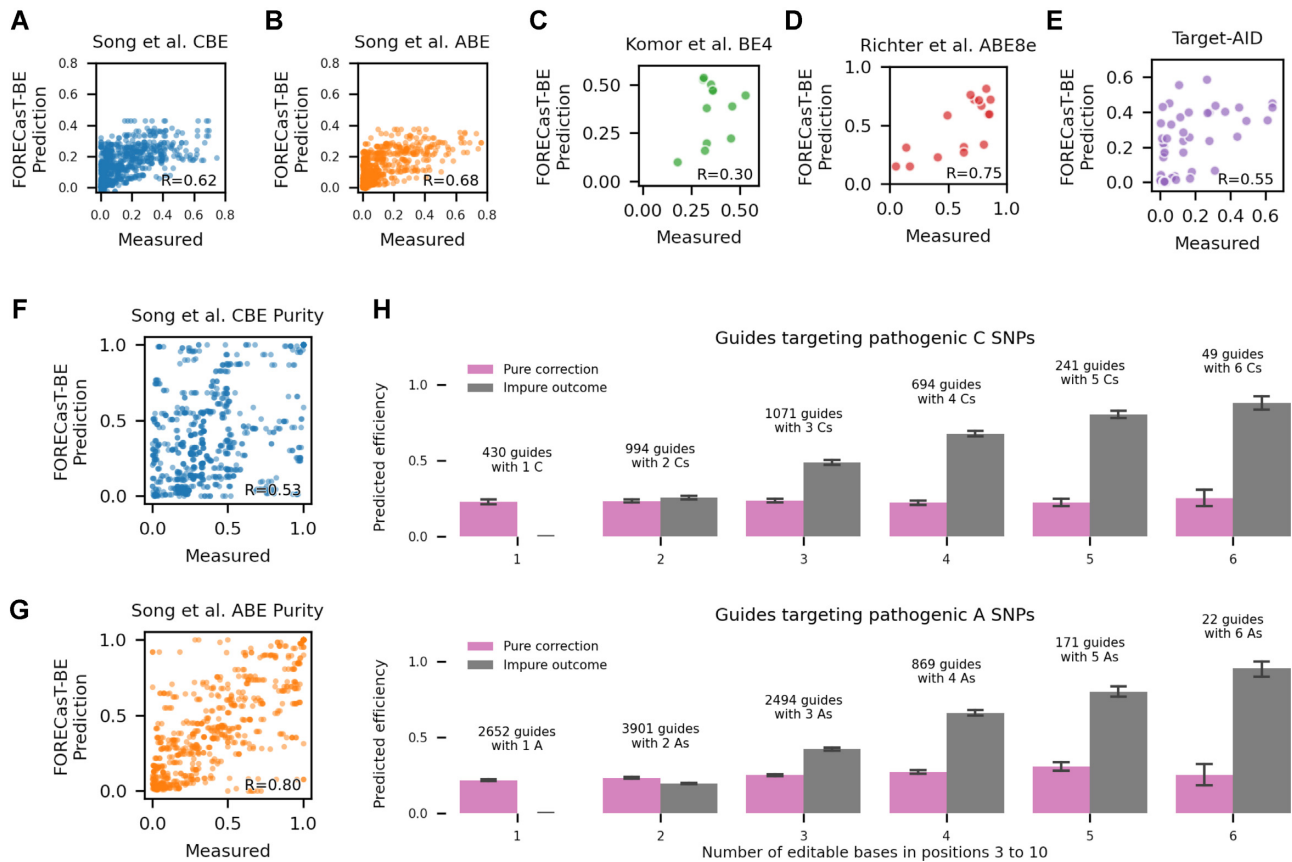 A
Song et al. CBE
FORECasT-BE
Prediction
0.8
0.6
0.4
0.2
0.0
R=0.62
0.0 0.2 0.4 0.6 0.8
Measured
B
Song et al. ABE
FORECasT-BE
Prediction
0.8
0.6
0.4
0.2
0.0
R=0.68
0.0 0.2 0.4 0.6 0.8
Measured
C
Komor et al. BE4
FORECasT-BE
Prediction
0.50
0.25
0.00
R=0.30
0.00 0.25 0.50
Measured
D
Richter et al. ABE8e
FORECasT-BE
Prediction
1.0
0.5
0.0
R=0.75
0.0 0.5 1.0
Measured
E
Target-AID
FORECasT-BE
Prediction
0.6
0.4
0.2
0.0
R=0.55
0.0 0.2 0.4 0.6
Measured
F
Song et al. CBE Purity
FORECasT-BE
Prediction
1.0
0.5
0.0
R=0.53
0.0 0.5 1.0
Measured
H
Guides targeting pathogenic C SNPs
Pure correction
Impure outcome
Predicted efficiency
1.0
0.5
0.0
430 guides
with 1 C
994 guides
with 2 Cs
1071 guides
with 3 Cs
694 guides
with 4 Cs
241 guides
with 5 Cs
49 guides
with 6 Cs
1 2 3 4 5 6
G
Song et al. ABE Purity
FORECasT-BE
Prediction
1.0
0.5
0.0
R=0.80
0.0 0.5 1.0
Measured
Guides targeting pathogenic A SNPs
Pure correction
Impure outcome
Predicted efficiency
1.0
0.5
0.0
2652 guides
with 1 A
3901 guides
with 2 As
2494 guides
with 3 As
869 guides
with 4 As
171 guides
with 5 As
22 guides
with 6 As
1 2 3 4 5 6
Number of editable bases in positions 3 to 10